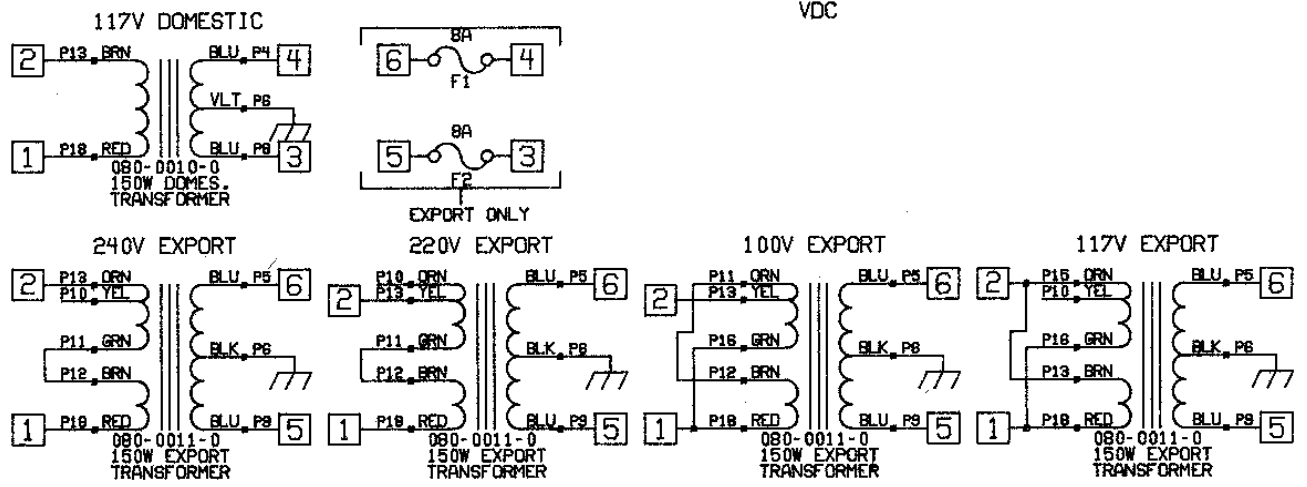 VDC
117V DOMESTIC
2 P13 BRN BLU P4 4
VLT P6
1 P18 RED BLU P9 3
080-0010-0
150W DOMES.
TRANSFORMER
8A
6 4
F1
8A
5 3
F2
EXPORT ONLY
240V EXPORT
2 P13 ORN BLU P5 6
P10 YEL
P11 GRN
BLK P6
P12 BRN
1 P18 RED BLU P9 5
080-0011-0
150W EXPORT
TRANSFORMER
220V EXPORT
P10 ORN BLU P5 6
2 P13 YEL
P11 GRN
BLK P6
P12 BRN
1 P18 RED BLU P9 5
080-0011-0
150W EXPORT
TRANSFORMER
100V EXPORT
P11 ORN BLU P5 6
2 P13 YEL
P16 GRN
BLK P6
P12 BRN
1 P18 RED BLU P9 5
080-0011-0
150W EXPORT
TRANSFORMER
117V EXPORT
2 P15 ORN BLU P5 6
P10 YEL
P16 GRN
BLK P6
P13 BRN
1 P18 RED BLU P9 5
080-0011-0
150W EXPORT
TRANSFORMER